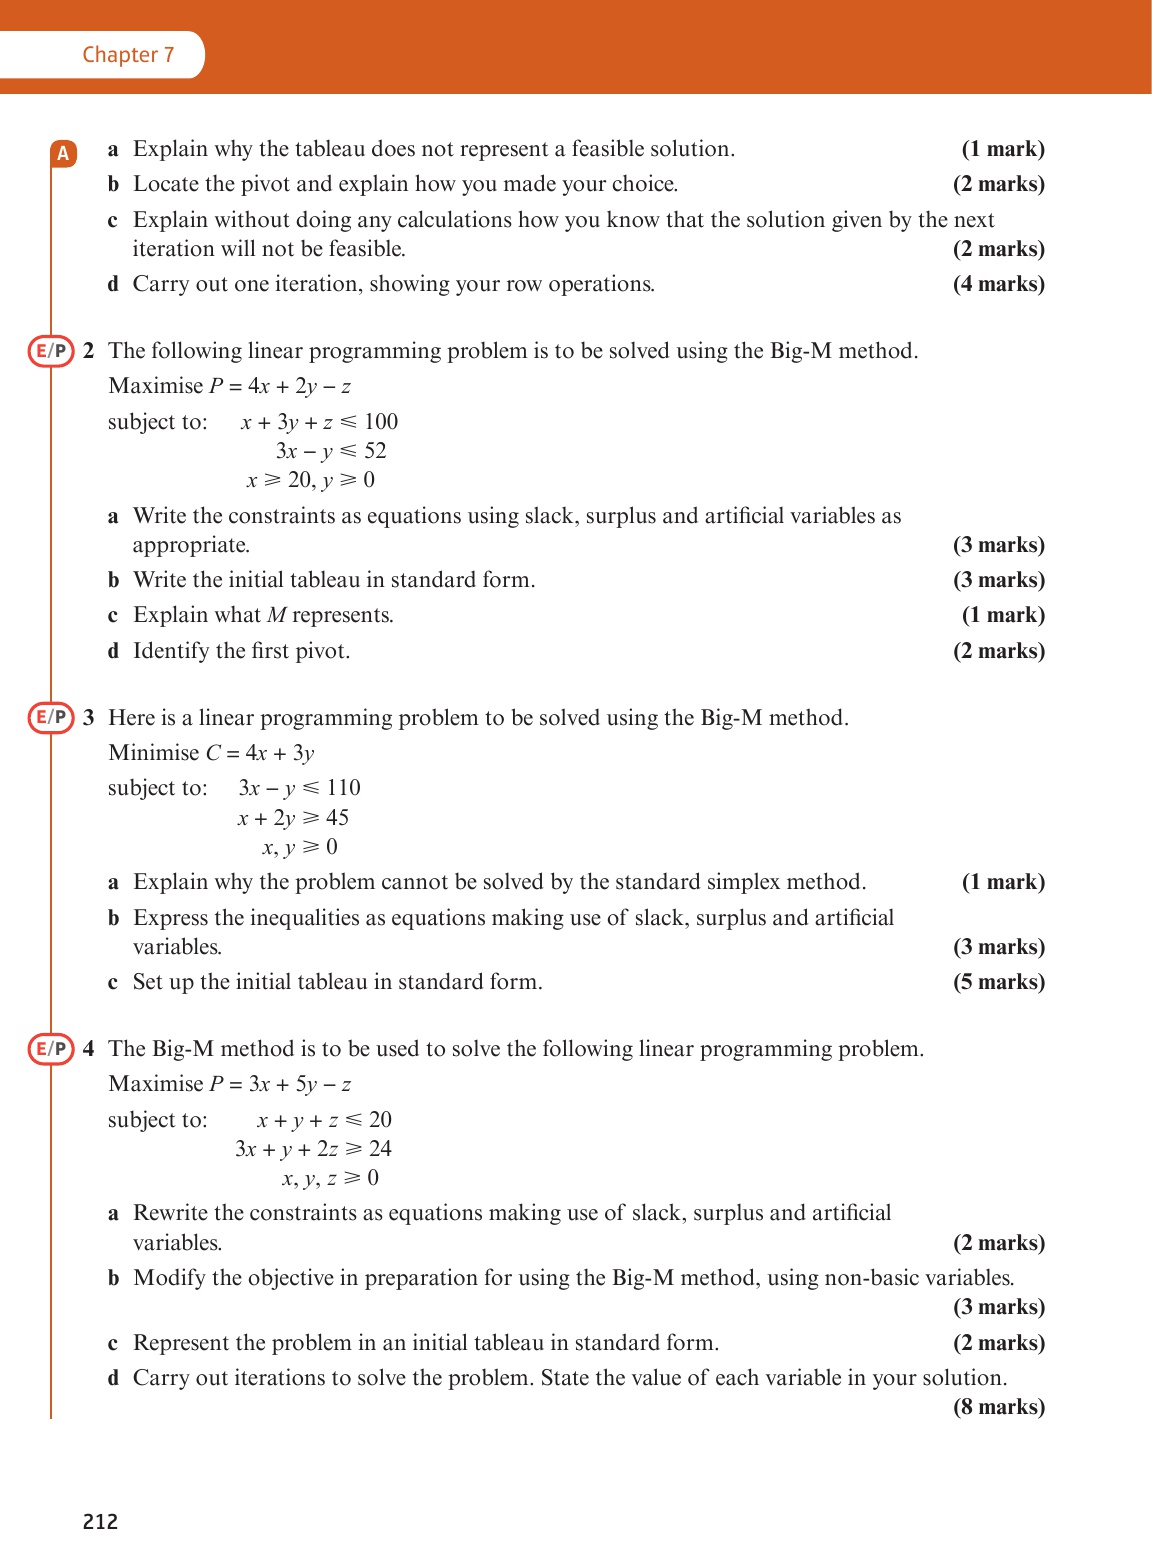 Chapter 7
A
a Explain why the tableau does not represent a feasible solution. (1 mark)
b Locate the pivot and explain how you made your choice. (2 marks)
c Explain without doing any calculations how you know that the solution given by the next
iteration will not be feasible. (2 marks)
d Carry out one iteration, showing your row operations. (4 marks)
E/P 2 The following linear programming problem is to be solved using the Big-M method.
Maximise P = 4x + 2y − z
subject to: x + 3y + z ⩽ 100
3x − y ⩽ 52
x ⩾ 20, y ⩾ 0
a Write the constraints as equations using slack, surplus and artificial variables as
appropriate. (3 marks)
b Write the initial tableau in standard form. (3 marks)
c Explain what M represents. (1 mark)
d Identify the first pivot. (2 marks)
E/P 3 Here is a linear programming problem to be solved using the Big-M method.
Minimise C = 4x + 3y
subject to: 3x − y ⩽ 110
x + 2y ⩾ 45
x, y ⩾ 0
a Explain why the problem cannot be solved by the standard simplex method. (1 mark)
b Express the inequalities as equations making use of slack, surplus and artificial
variables. (3 marks)
c Set up the initial tableau in standard form. (5 marks)
E/P 4 The Big-M method is to be used to solve the following linear programming problem.
Maximise P = 3x + 5y − z
subject to: x + y + z ⩽ 20
3x + y + 2z ⩾ 24
x, y, z ⩾ 0
a Rewrite the constraints as equations making use of slack, surplus and artificial
variables. (2 marks)
b Modify the objective in preparation for using the Big-M method, using non-basic variables.
(3 marks)
c Represent the problem in an initial tableau in standard form. (2 marks)
d Carry out iterations to solve the problem. State the value of each variable in your solution.
(8 marks)
212